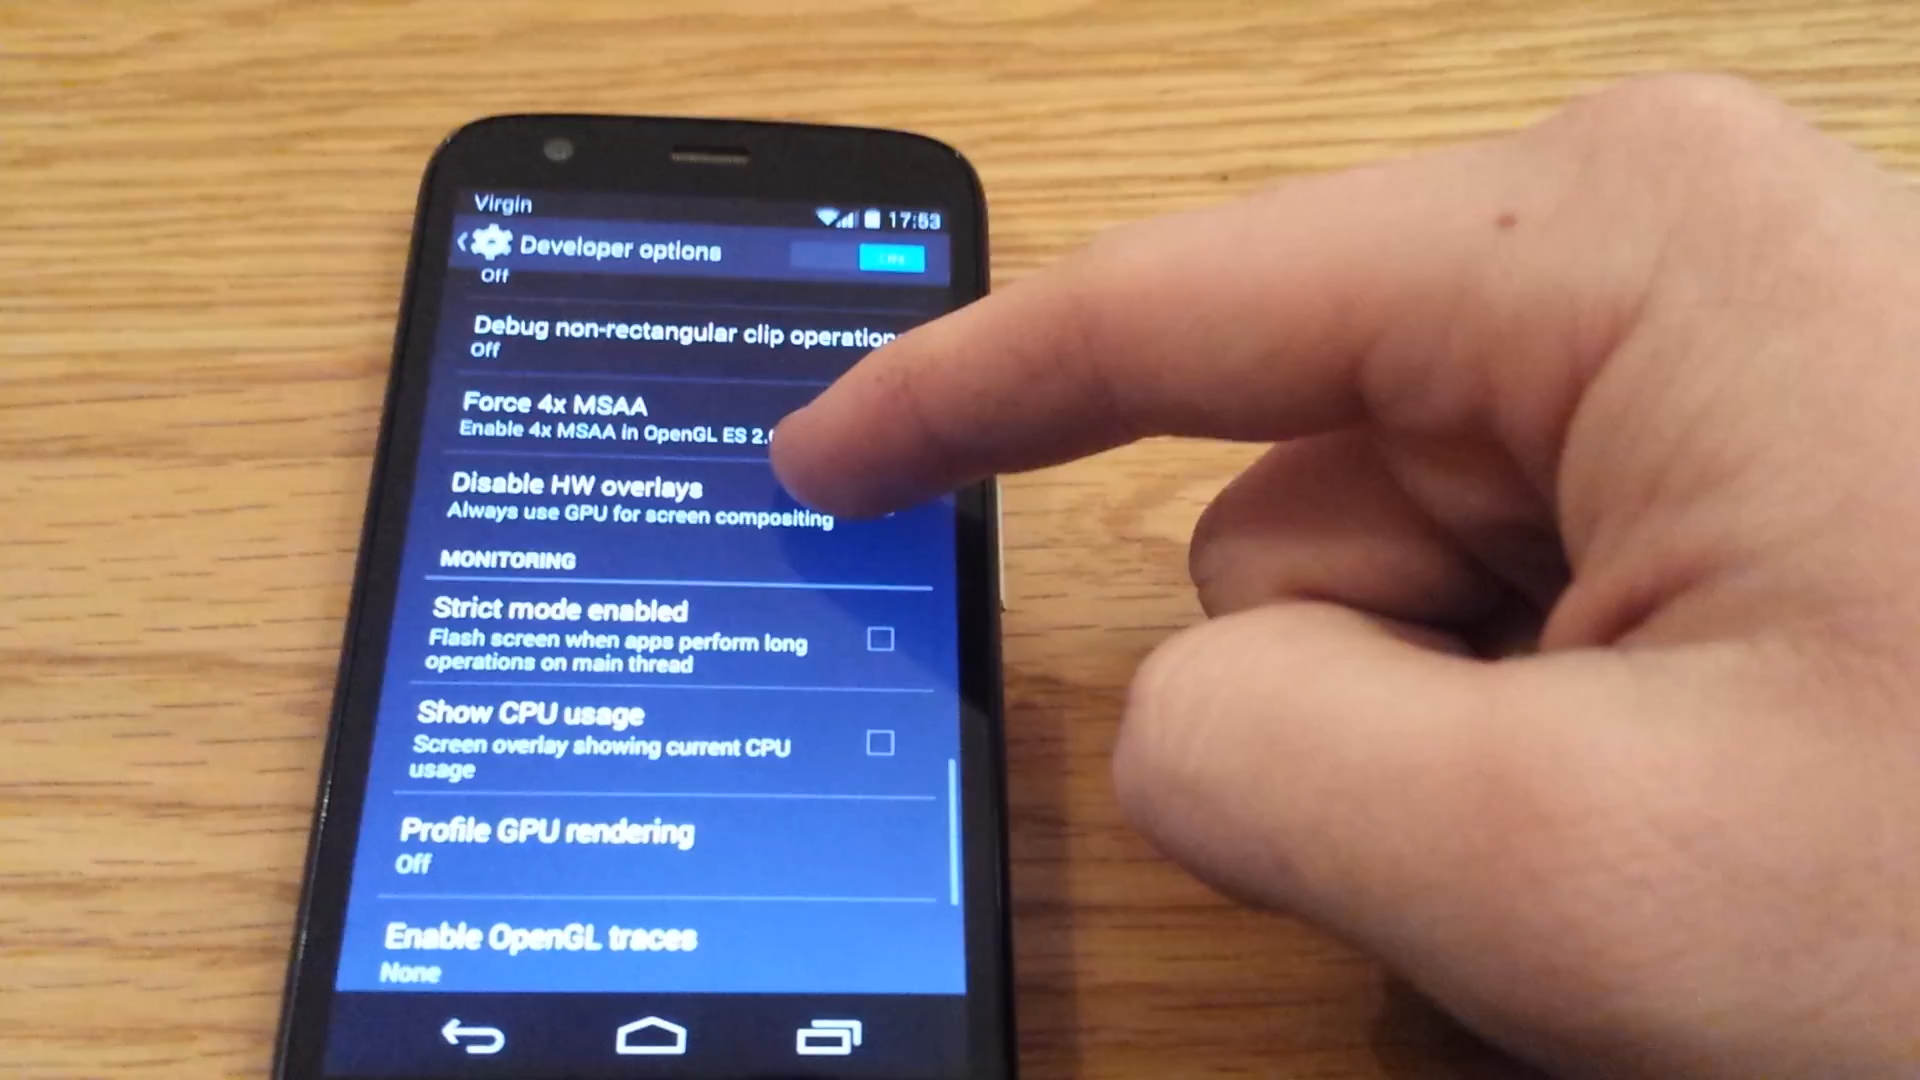 Virgin
17:53
Developer options
Off
Debug non-rectangular clip operation
Off
Force 4x MSAA
Enable 4x MSAA in OpenGL ES 2.
Disable HW overlays
Always use GPU for screen compositing
MONITORING
Strict mode enabled
Flash screen when apps perform long
operations on main thread
Show CPU usage
Screen overlay showing current CPU
usage
Profile GPU rendering
Off
Enable OpenGL traces
None